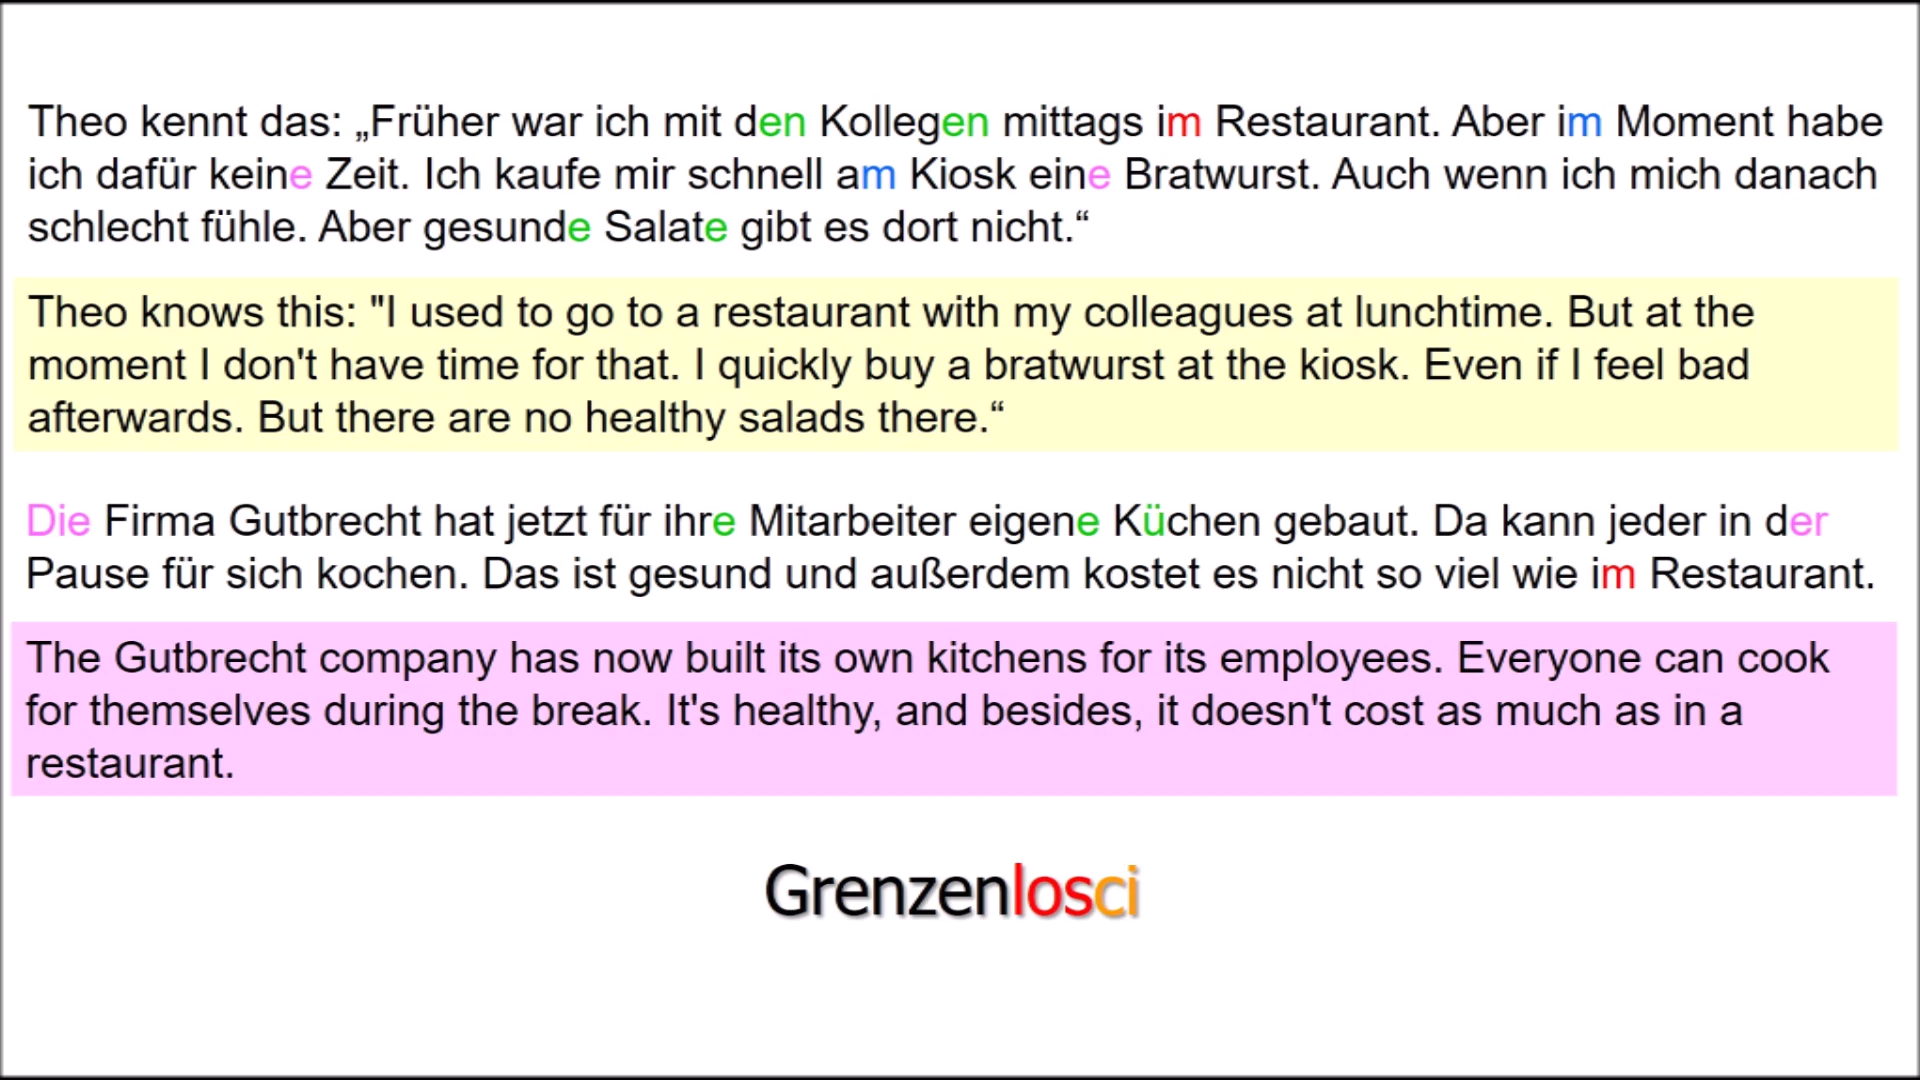 Theo kennt das: „Früher war ich mit den Kollegen mittags im Restaurant. Aber im Moment habe
ich dafür keine Zeit. Ich kaufe mir schnell am Kiosk eine Bratwurst. Auch wenn ich mich danach
schlecht fühle. Aber gesunde Salate gibt es dort nicht.“
Theo knows this: "I used to go to a restaurant with my colleagues at lunchtime. But at the
moment I don't have time for that. I quickly buy a bratwurst at the kiosk. Even if I feel bad
afterwards. But there are no healthy salads there.“
Die Firma Gutbrecht hat jetzt für ihre Mitarbeiter eigene Küchen gebaut. Da kann jeder in der
Pause für sich kochen. Das ist gesund und außerdem kostet es nicht so viel wie im Restaurant.
The Gutbrecht company has now built its own kitchens for its employees. Everyone can cook
for themselves during the break. It's healthy, and besides, it doesn't cost as much as in a
restaurant.
Grenzenlosci